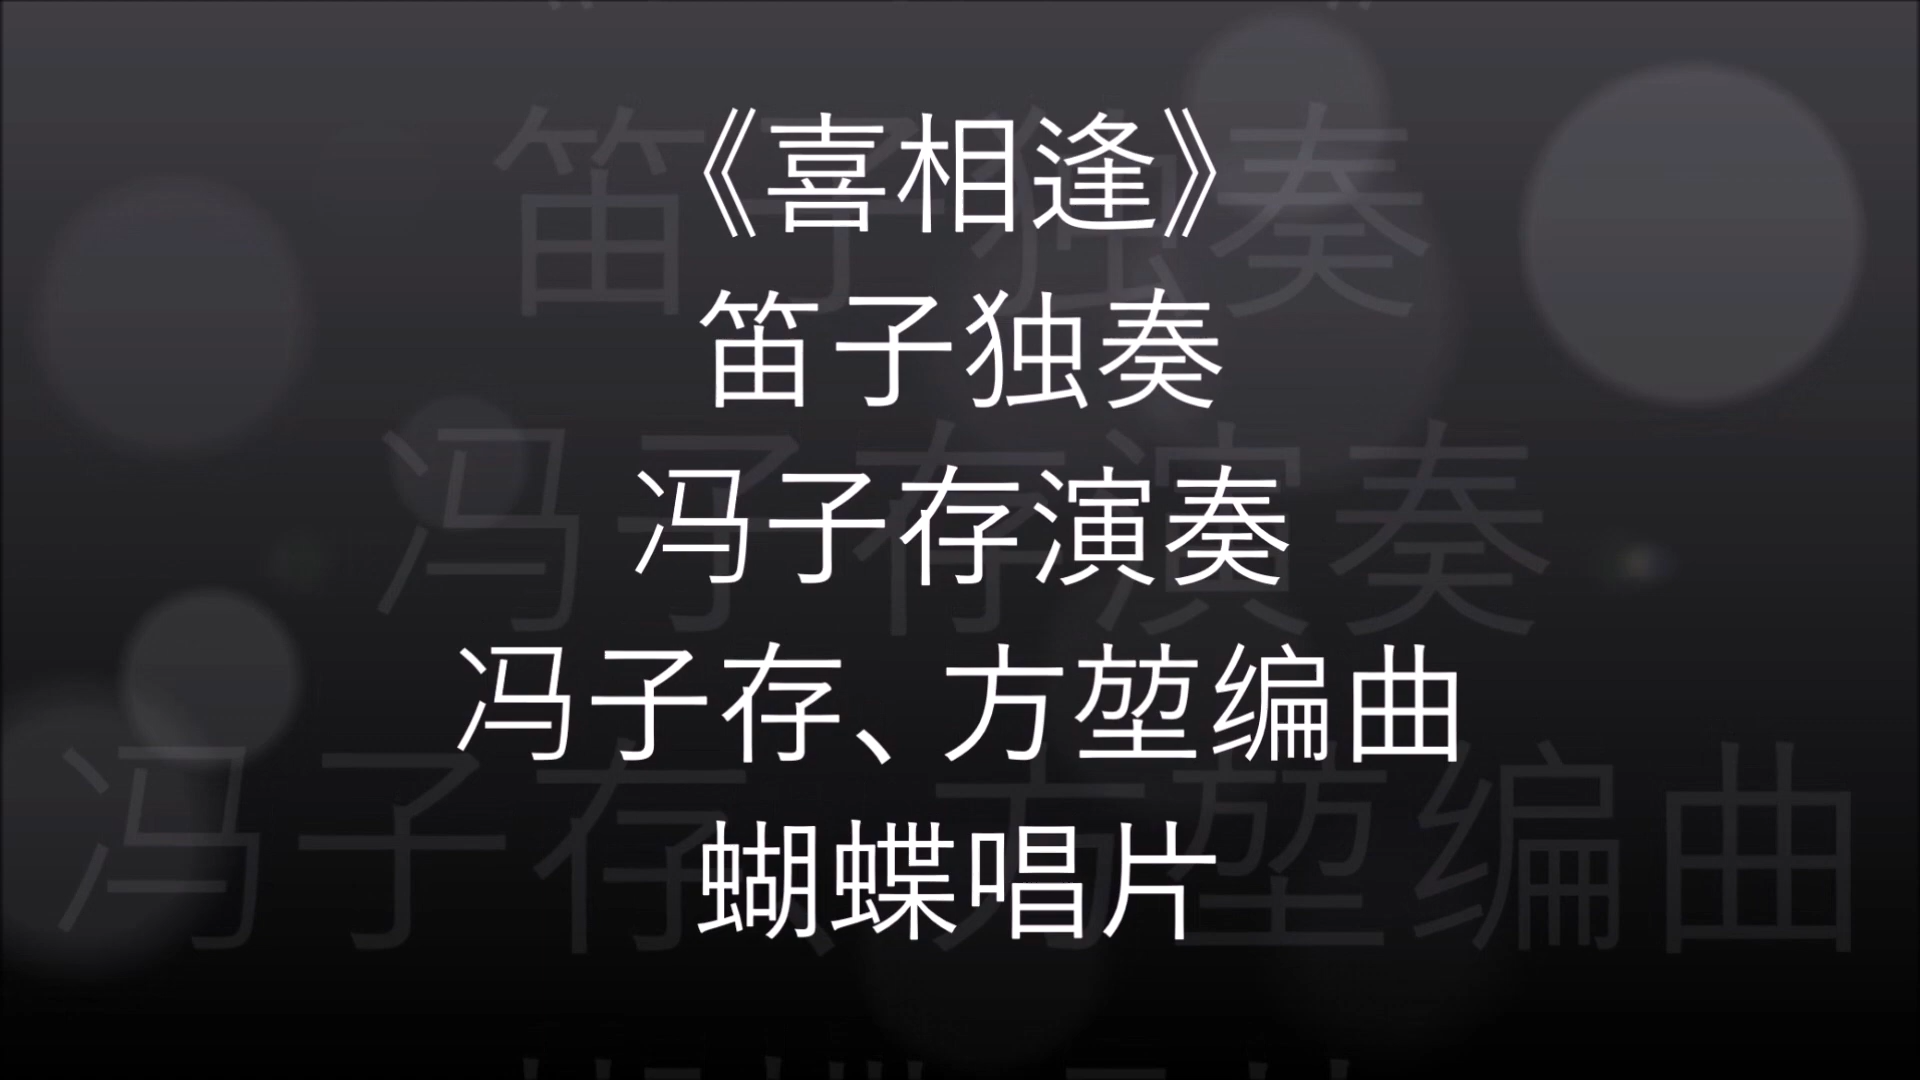 《喜相逢》
笛子独奏
冯子存演奏
冯子存、方堃编曲
蝴蝶唱片